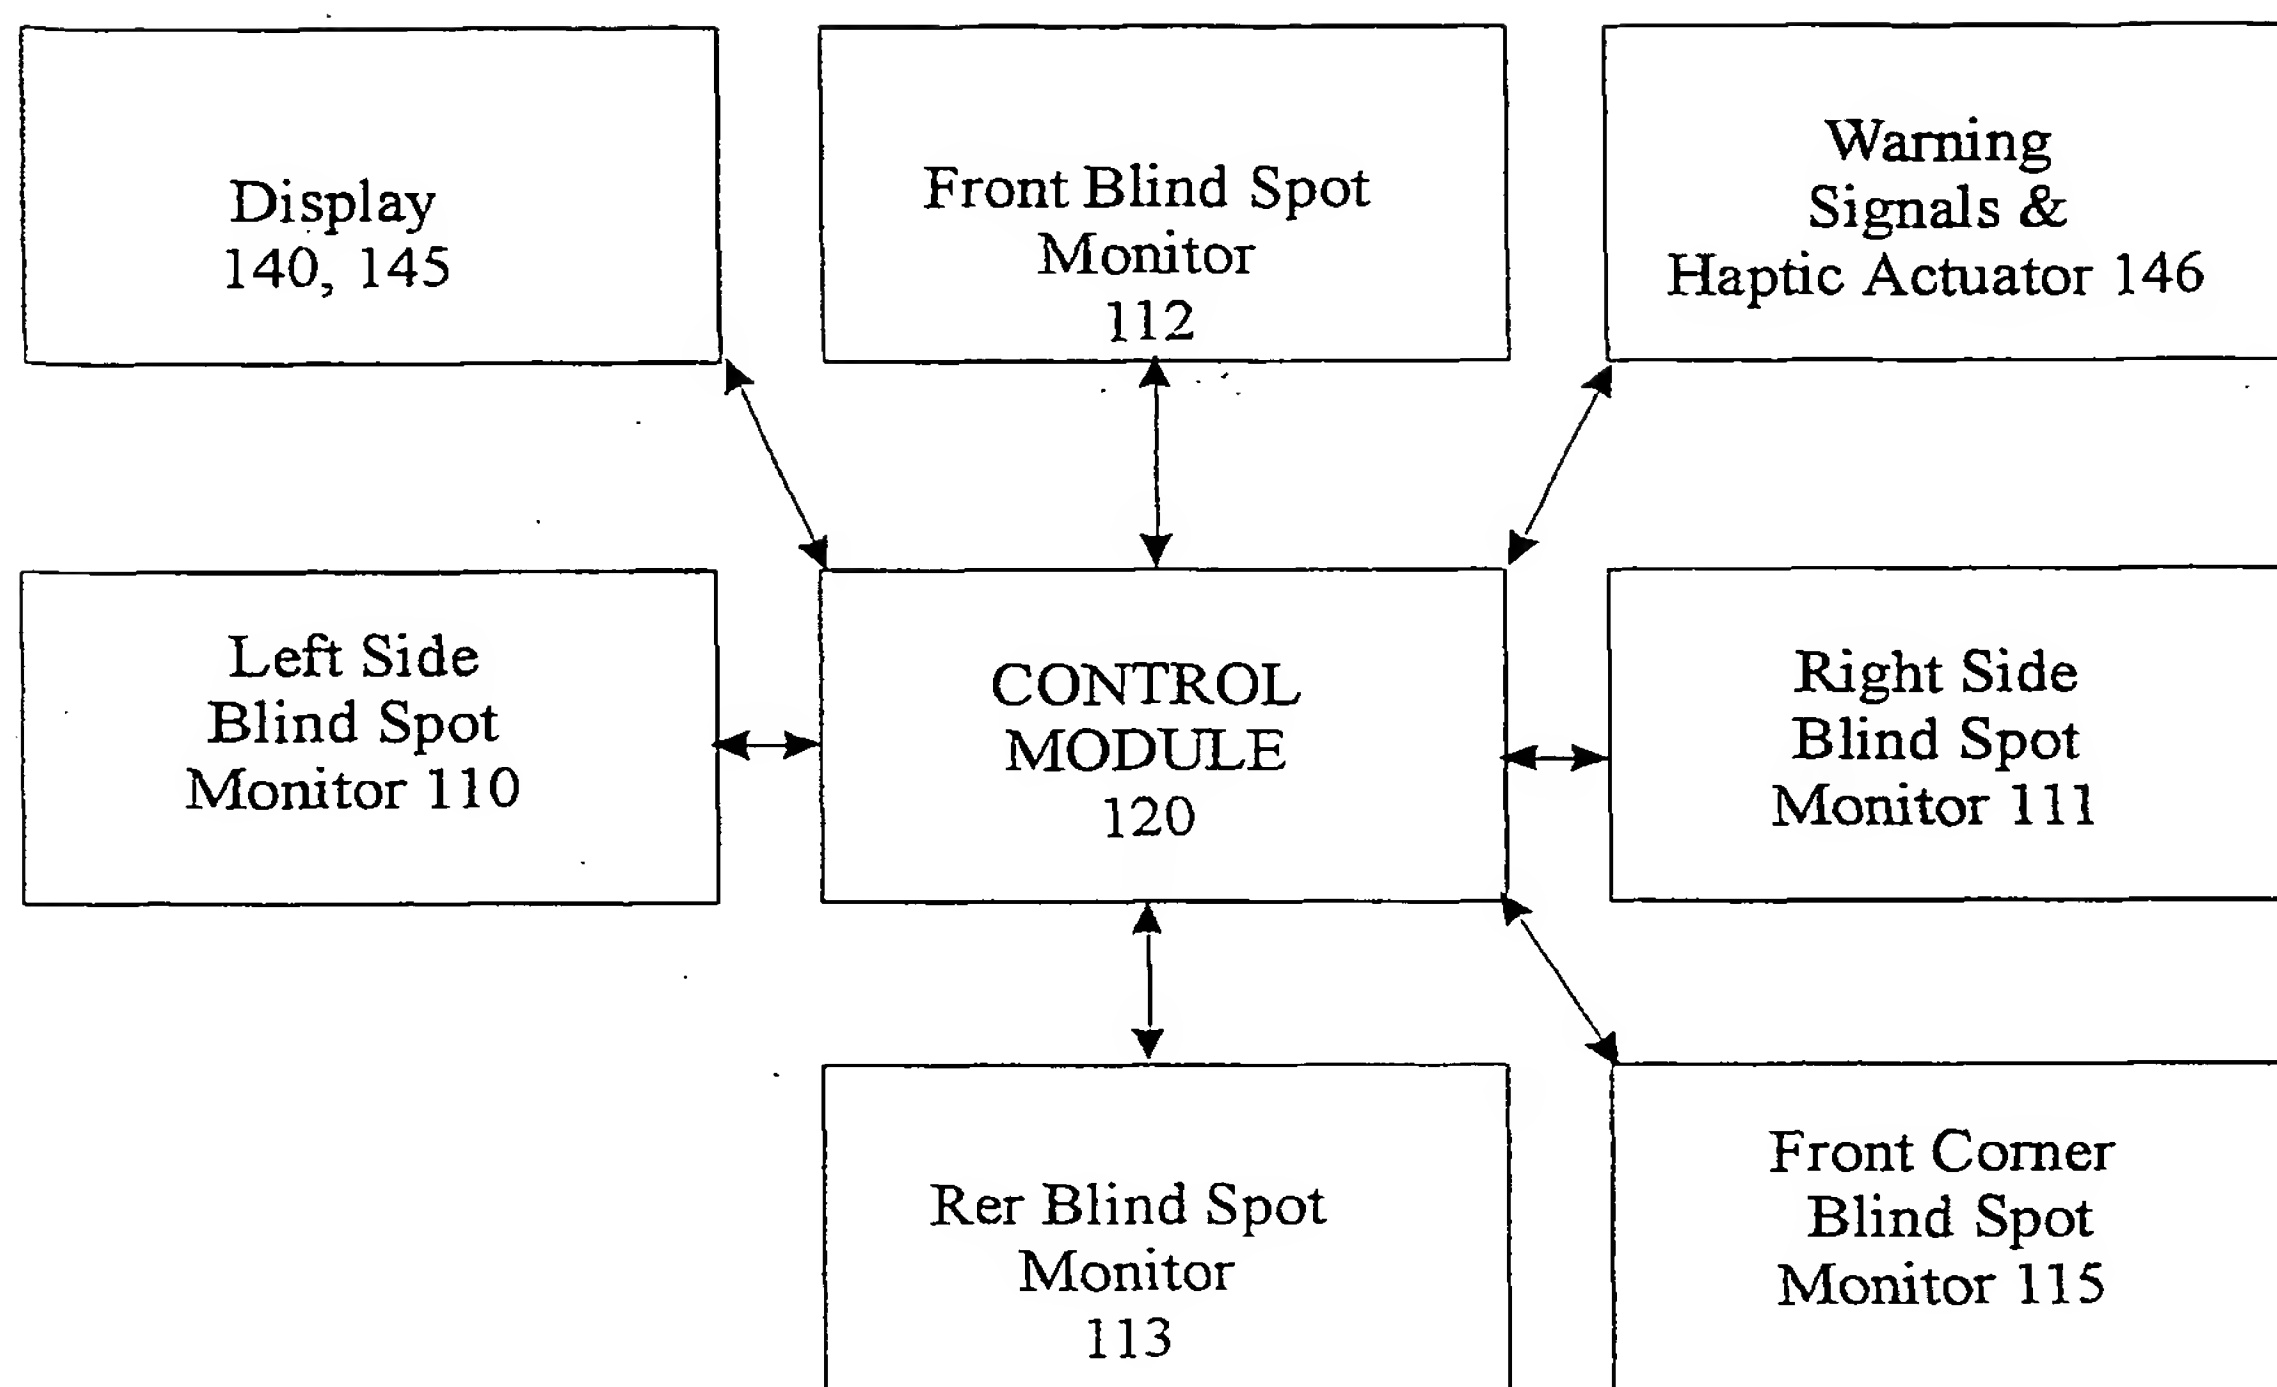 Display
140, 145
Front Blind Spot
Monitor
112
Warning
Signals &
Haptic Actuator 146
Left Side
Blind Spot
Monitor 110
CONTROL
MODULE
120
Right Side
Blind Spot
Monitor 111
Rer Blind Spot
Monitor
113
Front Corner
Blind Spot
Monitor 115